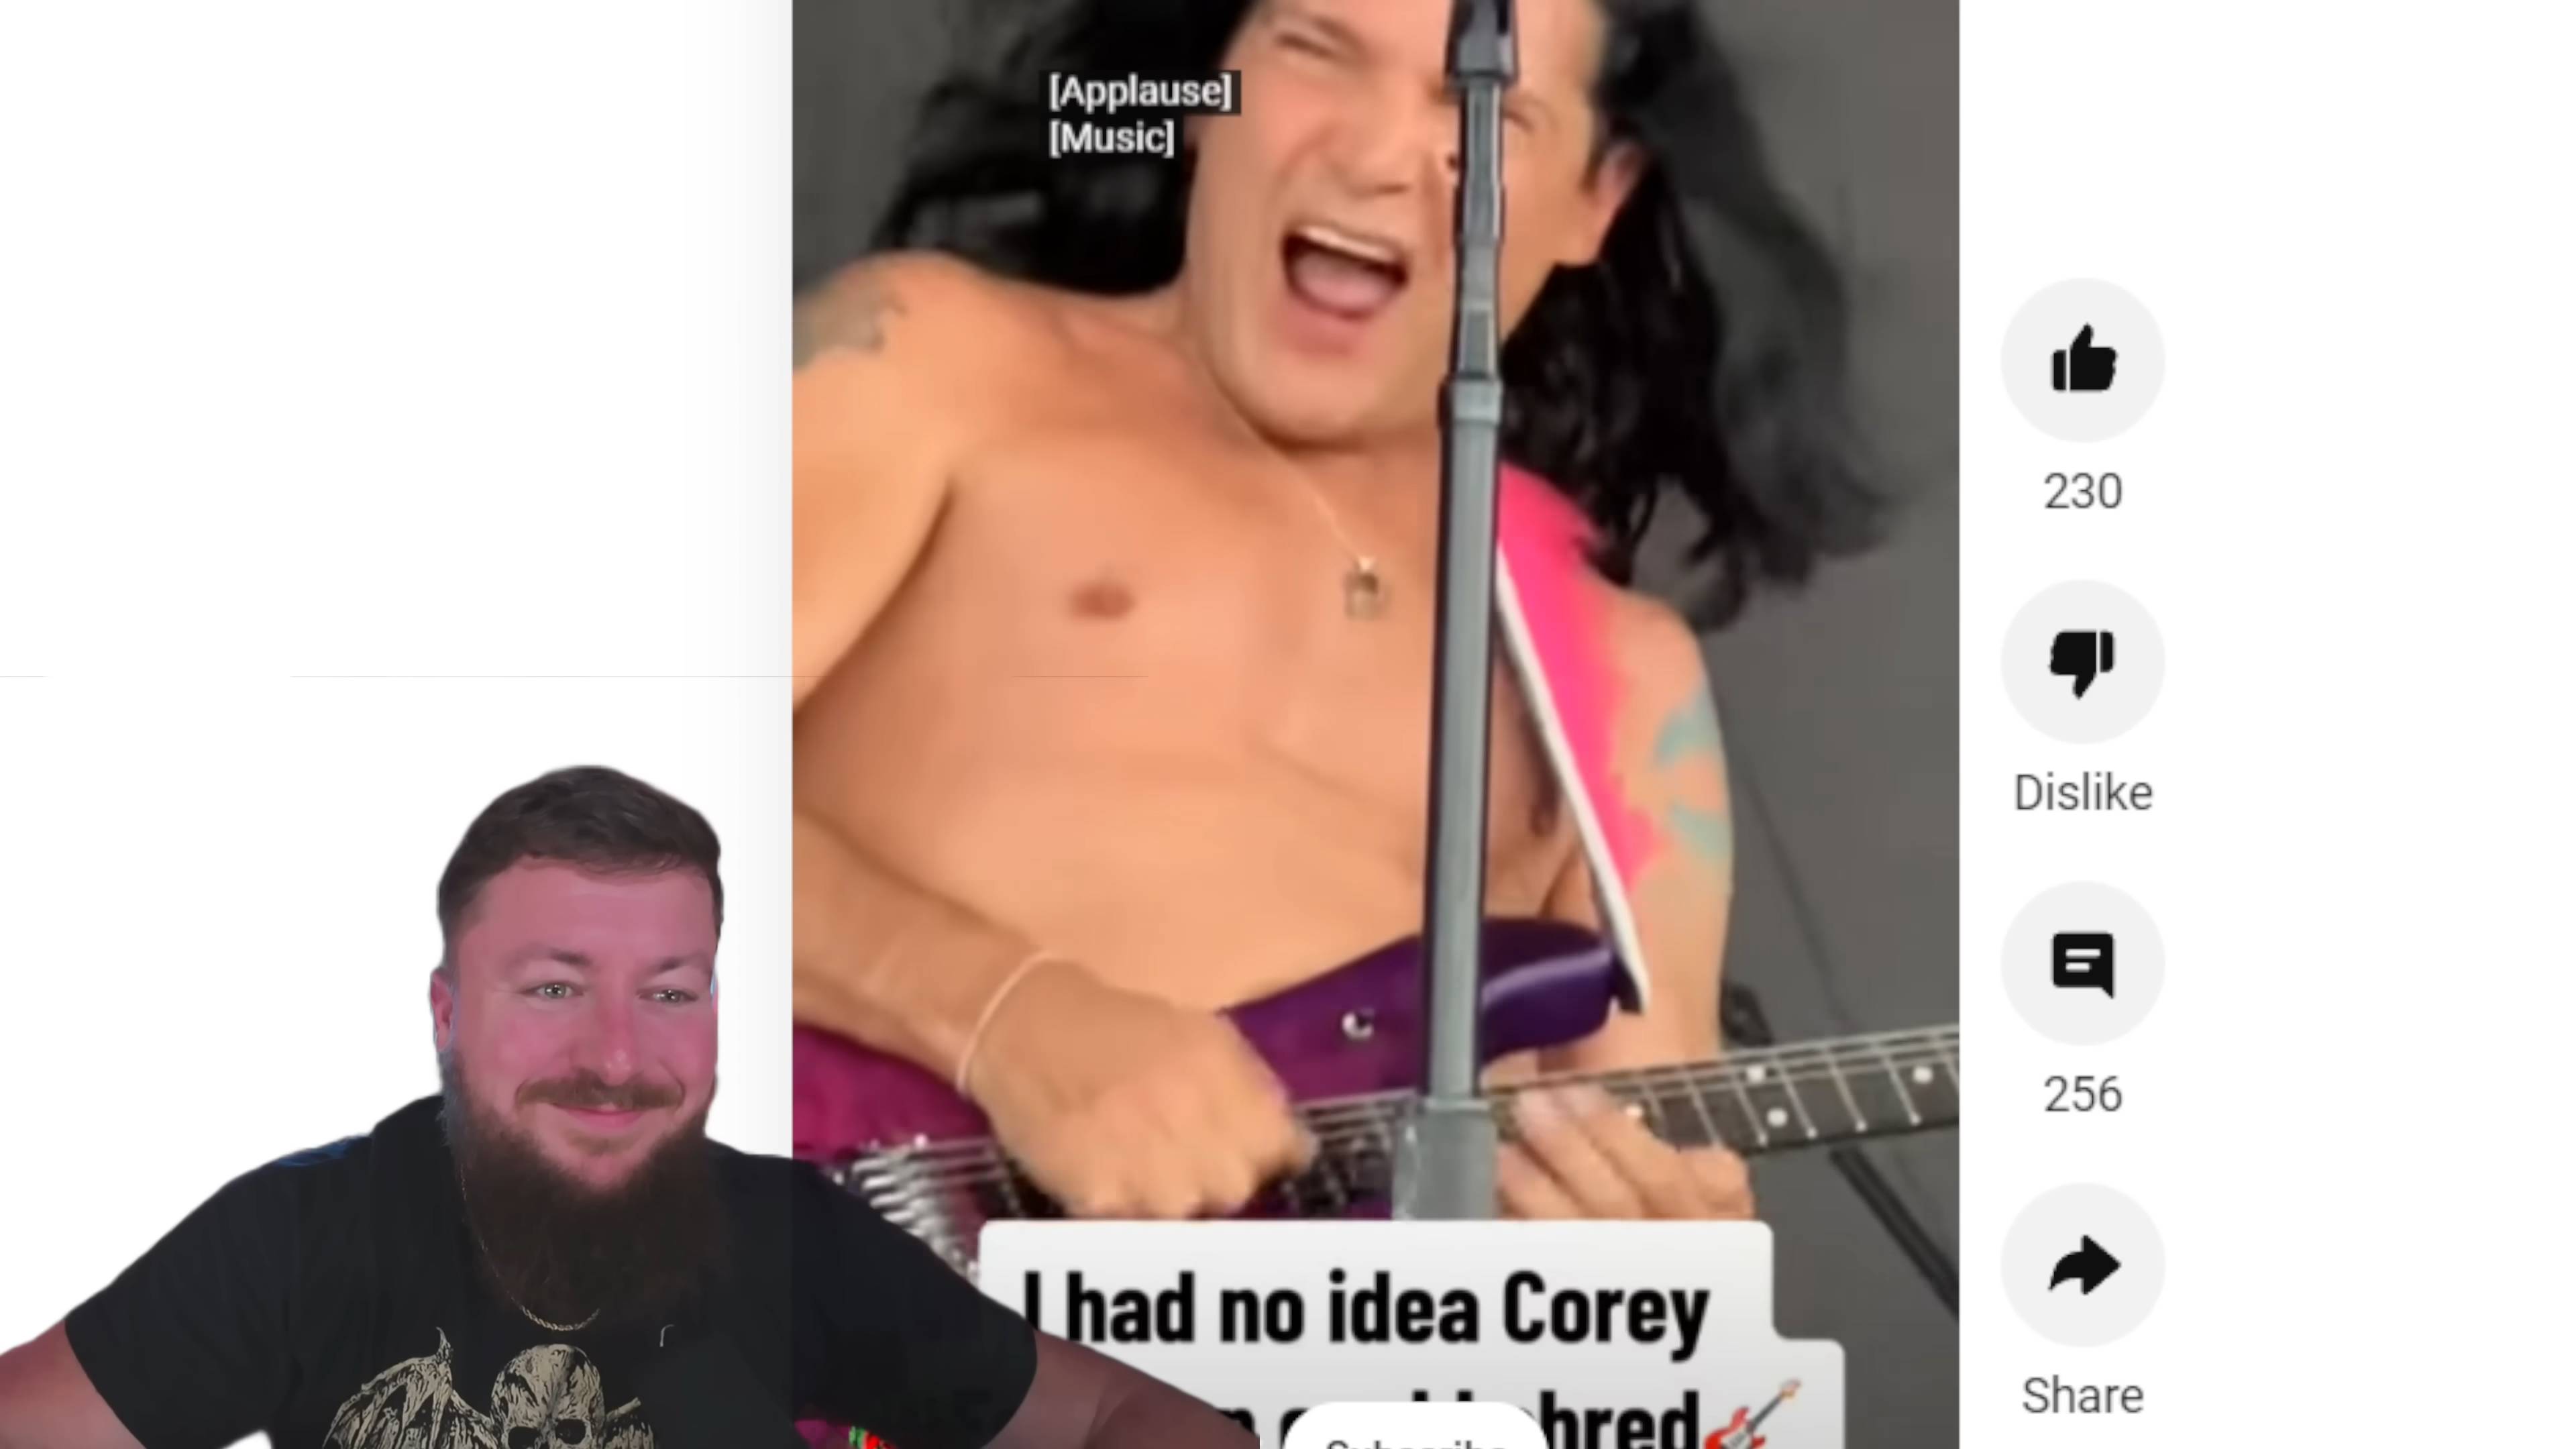 [Applause]
[Music]
230
Dislike
256
Share
I had no idea Corey